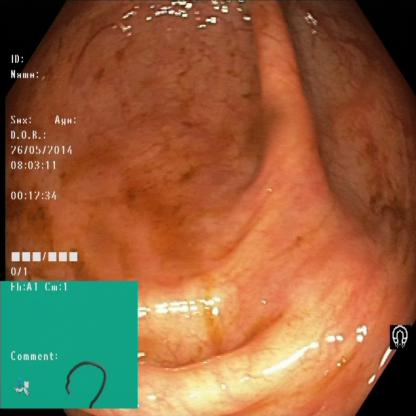 ID:
Name:
Sex: Age:
D.O.B.:
26/05/2014
08:03:11
00:12:34
■■■/■■■
0/1
Eh:A1 Cm:1
Comment: